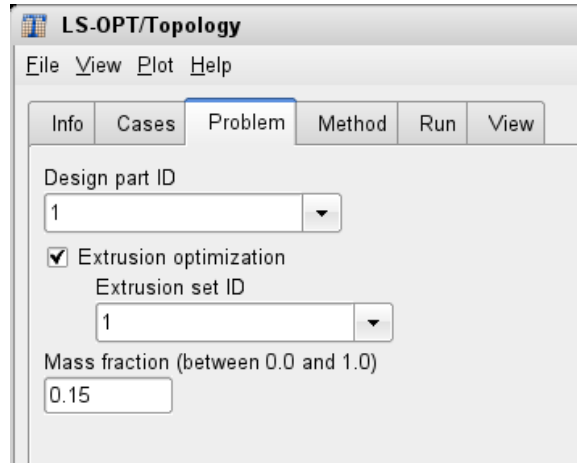 LS-OPT/Topology
File View Plot Help
Info Cases Problem Method Run View
Design part ID
1
Extrusion optimization
Extrusion set ID
1
Mass fraction (between 0.0 and 1.0)
0.15